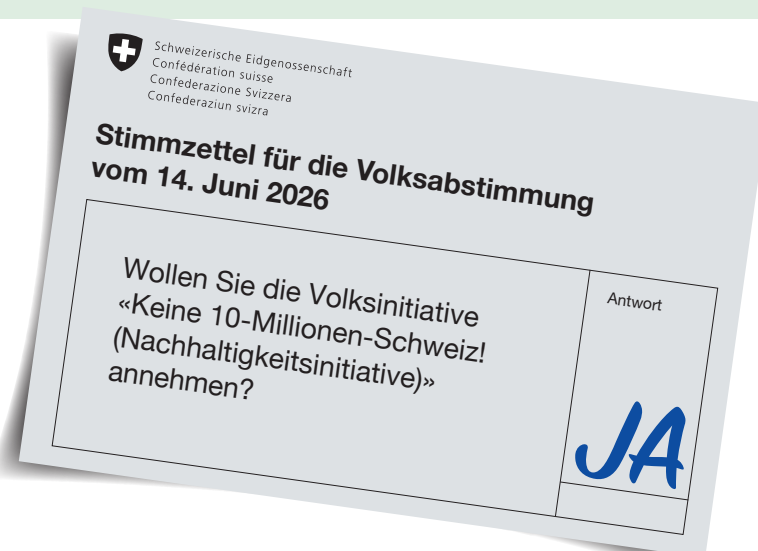 Schweizerische Eidgenossenschaft
Confédération suisse
Confederazione Svizzera
Confederaziun svizra
Stimmzettel für die Volksabstimmung
vom 14. Juni 2026
Wollen Sie die Volksinitiative
«Keine 10-Millionen-Schweiz!
(Nachhaltigkeitsinitiative)»
annehmen?
Antwort
JA